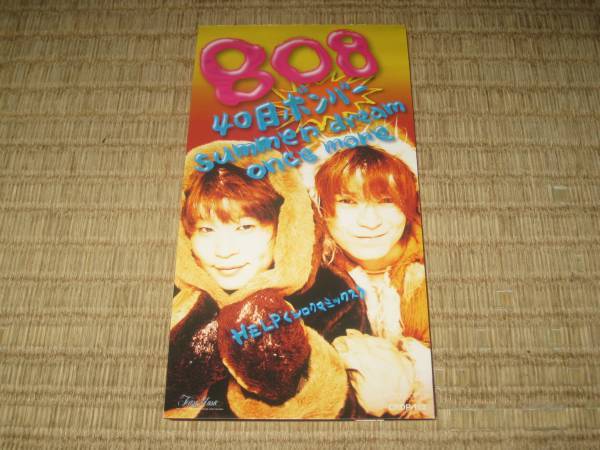 808
40日ボンバー
summer dream
once more
HELP(シロクマミックス)